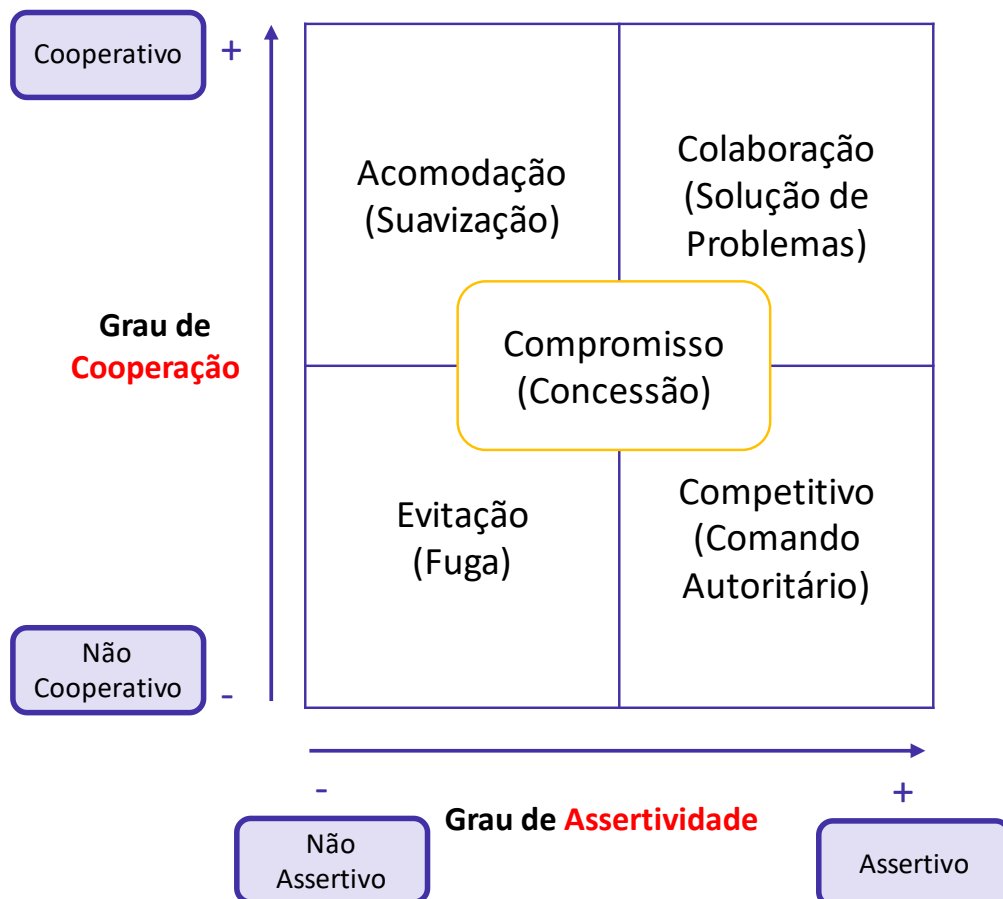 Cooperativo
+
Acomodação
(Suavização)
Colaboração
(Solução de
Problemas)
Grau de
Cooperação
Compromisso
(Concessão)
Evitação
(Fuga)
Competitivo
(Comando
Autoritário)
Não
Cooperativo
-
-
+
Grau de Assertividade
Não
Assertivo
Assertivo